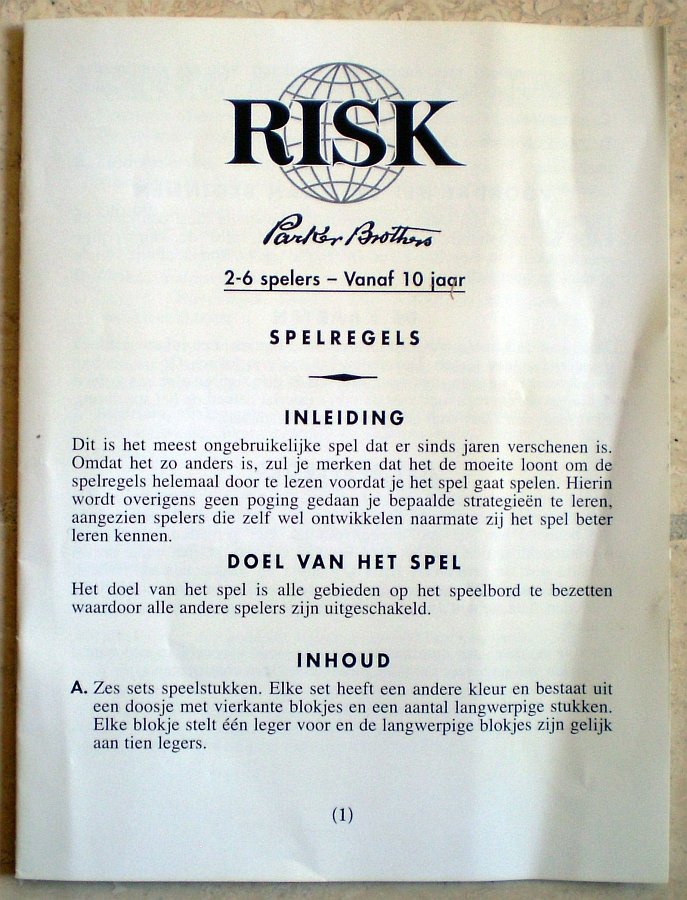 RISK
Parker Brothers
2-6 spelers – Vanaf 10 jaar
SPELREGELS
INLEIDING
Dit is het meest ongebruikelijke spel dat er sinds jaren verschenen is.
Omdat het zo anders is, zul je merken dat het de moeite loont om de
spelregels helemaal door te lezen voordat je het spel gaat spelen. Hierin
wordt overigens geen poging gedaan je bepaalde strategieën te leren,
aangezien spelers die zelf wel ontwikkelen naarmate zij het spel beter
leren kennen.
DOEL VAN HET SPEL
Het doel van het spel is alle gebieden op het speelbord te bezetten
waardoor alle andere spelers zijn uitgeschakeld.
INHOUD
A. Zes sets speelstukken. Elke set heeft een andere kleur en bestaat uit
een doosje met vierkante blokjes en een aantal langwerpige stukken.
Elke blokje stelt één leger voor en de langwerpige blokjes zijn gelijk
aan tien legers.
(1)